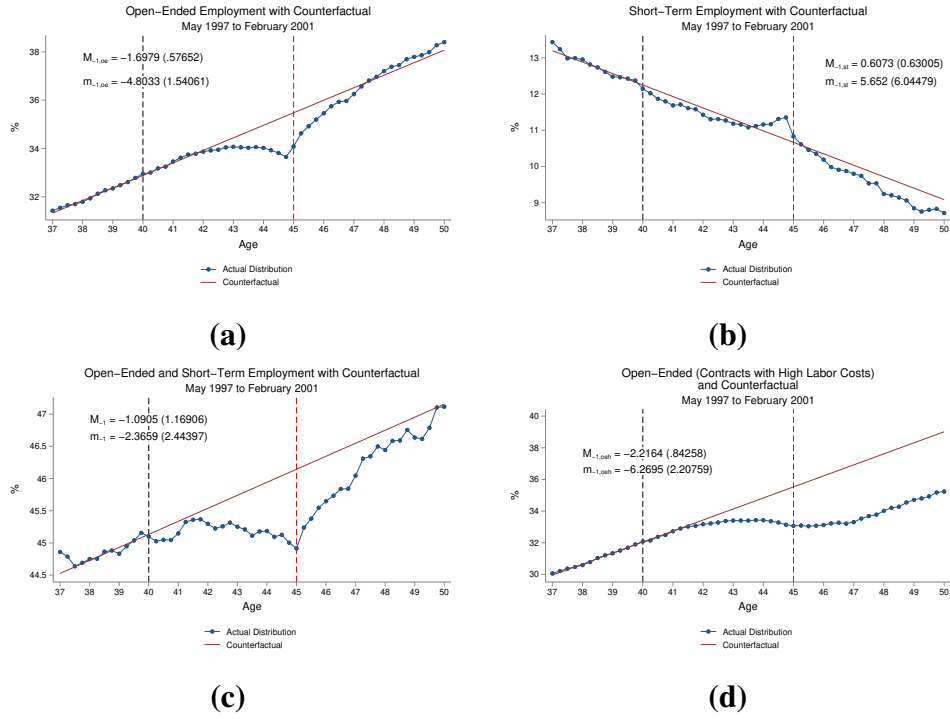 Open−Ended Employment with Counterfactual
May 1997 to February 2001
M−1,oe = −1.6979 (.57652)
m−1,oe = −4.8033 (1.54061)
38
36
34
32
%
37 38 39 40 41 42 43 44 45 46 47 48 49 50
Age
Actual Distribution
Counterfactual
(a)
Short−Term Employment with Counterfactual
May 1997 to February 2001
M−1,st = 0.6073 (0.63005)
m−1,st = 5.652 (6.04479)
13
12
11
10
9
%
37 38 39 40 41 42 43 44 45 46 47 48 49 50
Age
Actual Distribution
Counterfactual
(b)
Open−Ended and Short−Term Employment with Counterfactual
May 1997 to February 2001
M−1 = −1.0905 (1.16906)
m−1 = −2.3659 (2.44397)
47
46.5
46
45.5
45
44.5
%
37 38 39 40 41 42 43 44 45 46 47 48 49 50
Age
Actual Distribution
Counterfactual
(c)
Open−Ended (Contracts with High Labor Costs)
and Counterfactual
May 1997 to February 2001
M−1,oeh = −2.2164 (.84258)
m−1,oeh = −6.2695 (2.20759)
40
38
36
34
32
30
%
37 38 39 40 41 42 43 44 45 46 47 48 49 50
Age
Actual Distribution
Counterfactual
(d)